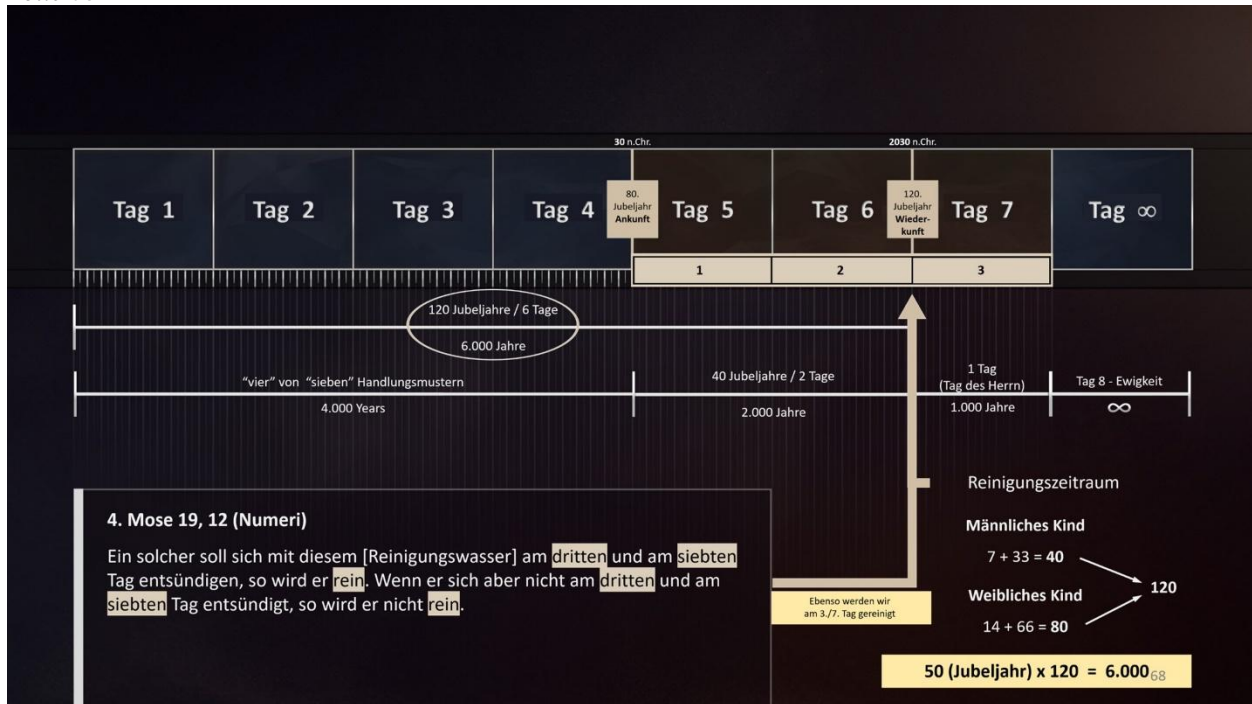 30 n.Chr.
2030 n.Chr.
Tag 1
Tag 2
Tag 3
Tag 4
80.
Jubeljahr
Ankunft
Tag 5
Tag 6
120.
Jubeljahr
Wieder-
kunft
Tag 7
Tag ∞
1
2
3
120 Jubeljahre / 6 Tage
6.000 Jahre
“vier” von “sieben” Handlungsmustern
4.000 Years
40 Jubeljahre / 2 Tage
2.000 Jahre
1 Tag
(Tag des Herrn)
1.000 Jahre
Tag 8 - Ewigkeit
∞
4. Mose 19, 12 (Numeri)
Ein solcher soll sich mit diesem [Reinigungswasser] am dritten und am siebten
Tag entsündigen, so wird er rein. Wenn er sich aber nicht am dritten und am
siebten Tag entsündigt, so wird er nicht rein.
Ebenso werden wir
am 3./7. Tag gereinigt
Reinigungszeitraum
Männliches Kind
7 + 33 = 40
Weibliches Kind
14 + 66 = 80
120
50 (Jubeljahr) x 120 = 6.000
68